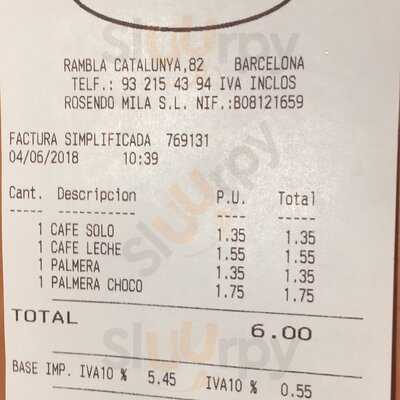 RAMBLA CATALUNYA,82 BARCELONA
TELF.: 93 215 43 94 IVA INCLOS
ROSENDO MILA S.L. NIF.:B08121659
FACTURA SIMPLIFICADA 769131
04/06/2018 10:39
Cant. Descripcion P.U. Total
----- ----------- ---- -----
1 CAFE SOLO 1.35 1.35
1 CAFE LECHE 1.55 1.55
1 PALMERA 1.35 1.35
1 PALMERA CHOCO 1.75 1.75
TOTAL 6.00
BASE IMP. IVA10 % 5.45 IVA10 % 0.55
Sluurpy
Sluurpy
Sluurpy